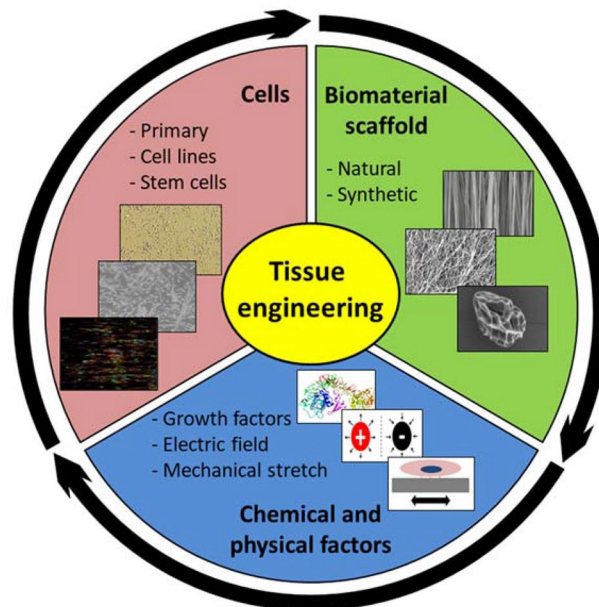 Cells
- Primary
- Cell lines
- Stem cells
Biomaterial
scaffold
- Natural
- Synthetic
Tissue
engineering
- Growth factors
- Electric field
- Mechanical stretch
+
-
Chemical and
physical factors